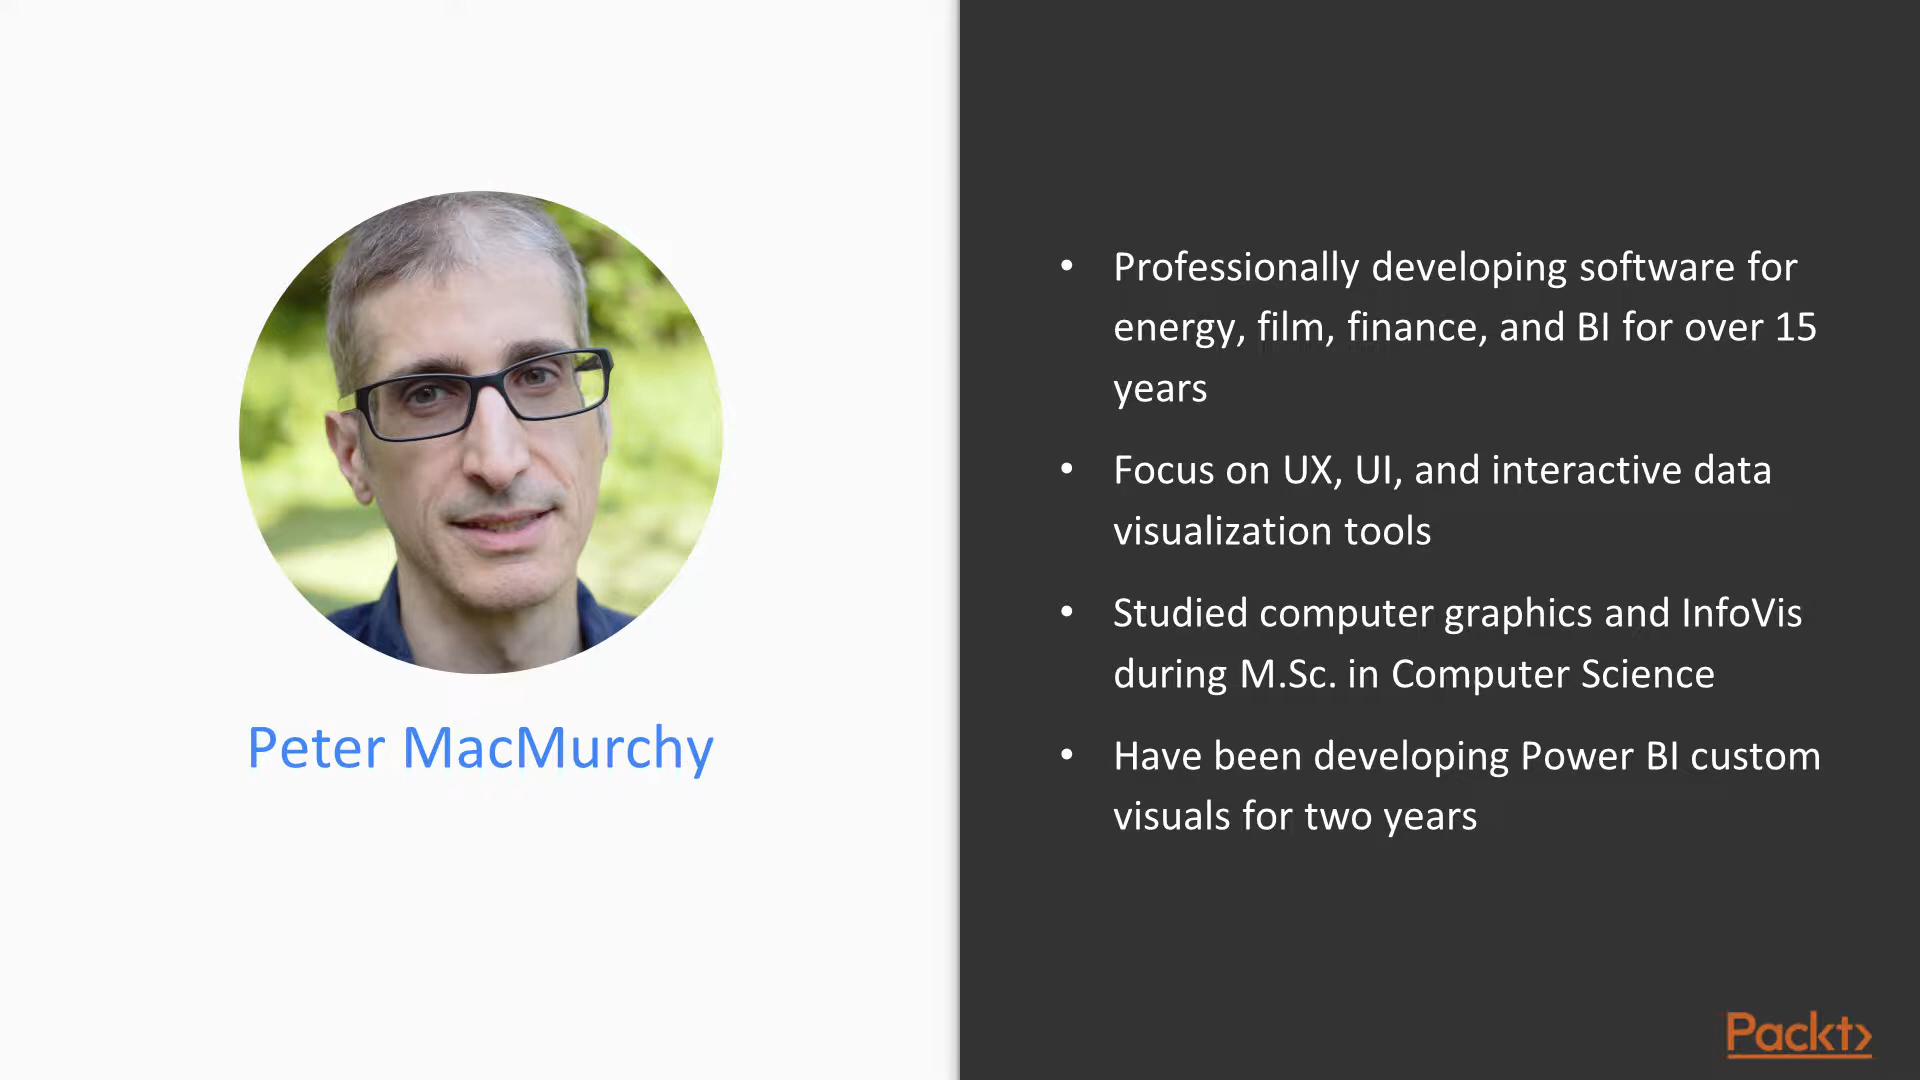 Peter MacMurchy
• Professionally developing software for
energy, film, finance, and BI for over 15
years
• Focus on UX, UI, and interactive data
visualization tools
• Studied computer graphics and InfoVis
during M.Sc. in Computer Science
• Have been developing Power BI custom
visuals for two years
Packt>